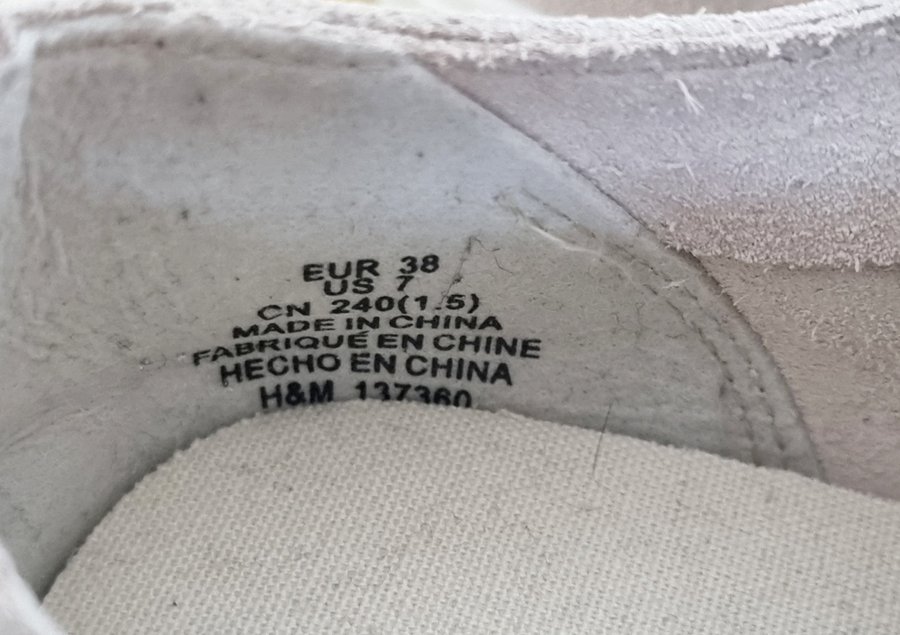 EUR 38
US 7
CN 240(1.5)
MADE IN CHINA
FABRIQUÉ EN CHINE
HECHO EN CHINA
H&M 137360